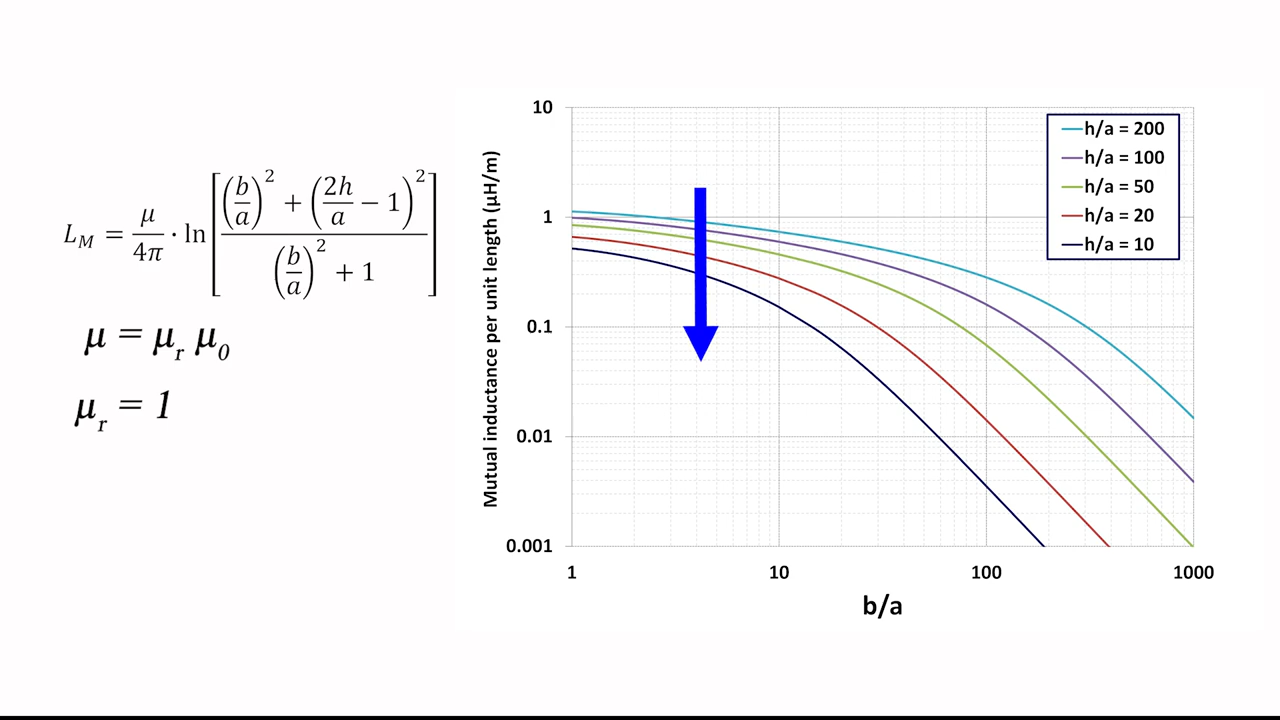 L_M = μ/4π · ln[((b/a)² + (2h/a − 1)²)/((b/a)² + 1)]
μ = μ_r μ_0
μ_r = 1
Mutual inductance per unit length (μH/m)
10
1
0.1
0.01
0.001
1 10 100 1000
b/a
h/a = 200
h/a = 100
h/a = 50
h/a = 20
h/a = 10